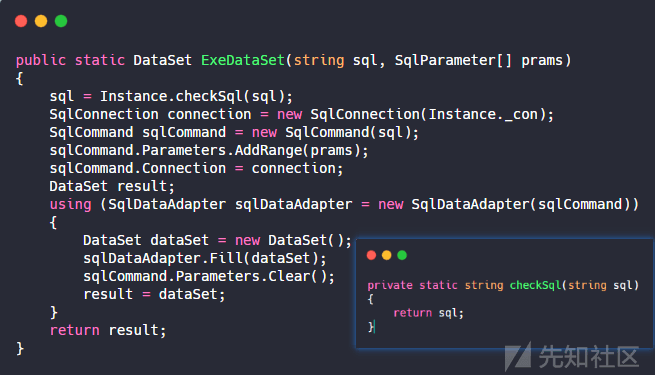 public static DataSet ExeDataSet(string sql, SqlParameter[] prams)
{
    sql = Instance.checkSql(sql);
    SqlConnection connection = new SqlConnection(Instance._con);
    SqlCommand sqlCommand = new SqlCommand(sql);
    sqlCommand.Parameters.AddRange(prams);
    sqlCommand.Connection = connection;
    DataSet result;
    using (SqlDataAdapter sqlDataAdapter = new SqlDataAdapter(sqlCommand))
    {
        DataSet dataSet = new DataSet();
        sqlDataAdapter.Fill(dataSet);
        sqlCommand.Parameters.Clear();
        result = dataSet;
    }
    return result;
}
private static string checkSql(string sql)
{
    return sql;
}
先知社区